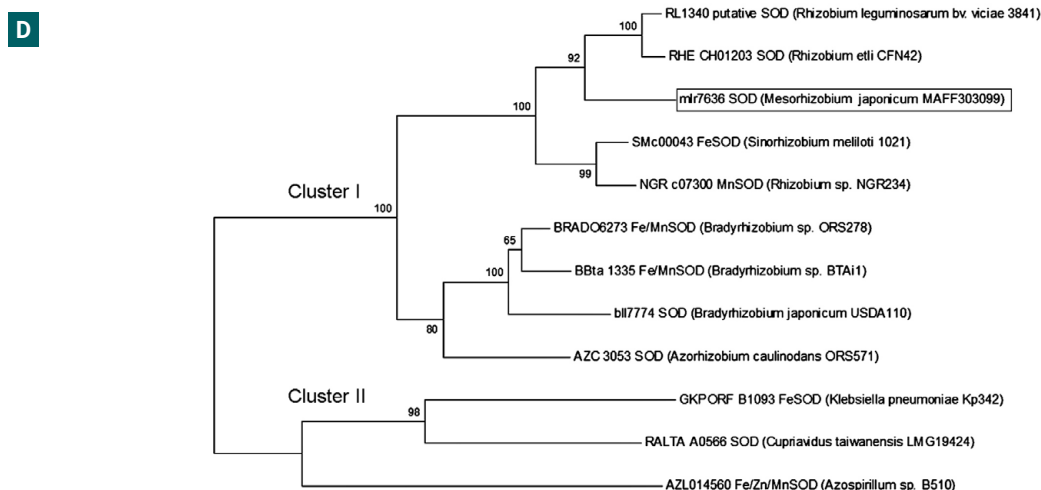 D
RL1340 putative SOD (Rhizobium leguminosarum bv. viciae 3841)
100
RHE CH01203 SOD (Rhizobium etli CFN42)
92
mlr7636 SOD (Mesorhizobium japonicum MAFF303099)
100
SMc00043 FeSOD (Sinorhizobium meliloti 1021)
99
NGR c07300 MnSOD (Rhizobium sp. NGR234)
Cluster I
100
BRADO6273 Fe/MnSOD (Bradyrhizobium sp. ORS278)
65
BBta 1335 Fe/MnSOD (Bradyrhizobium sp. BTAi1)
100
bll7774 SOD (Bradyrhizobium japonicum USDA110)
80
AZC 3053 SOD (Azorhizobium caulinodans ORS571)
Cluster II
GKPORF B1093 FeSOD (Klebsiella pneumoniae Kp342)
98
RALTA A0566 SOD (Cupriavidus taiwanensis LMG19424)
AZL014560 Fe/Zn/MnSOD (Azospirillum sp. B510)